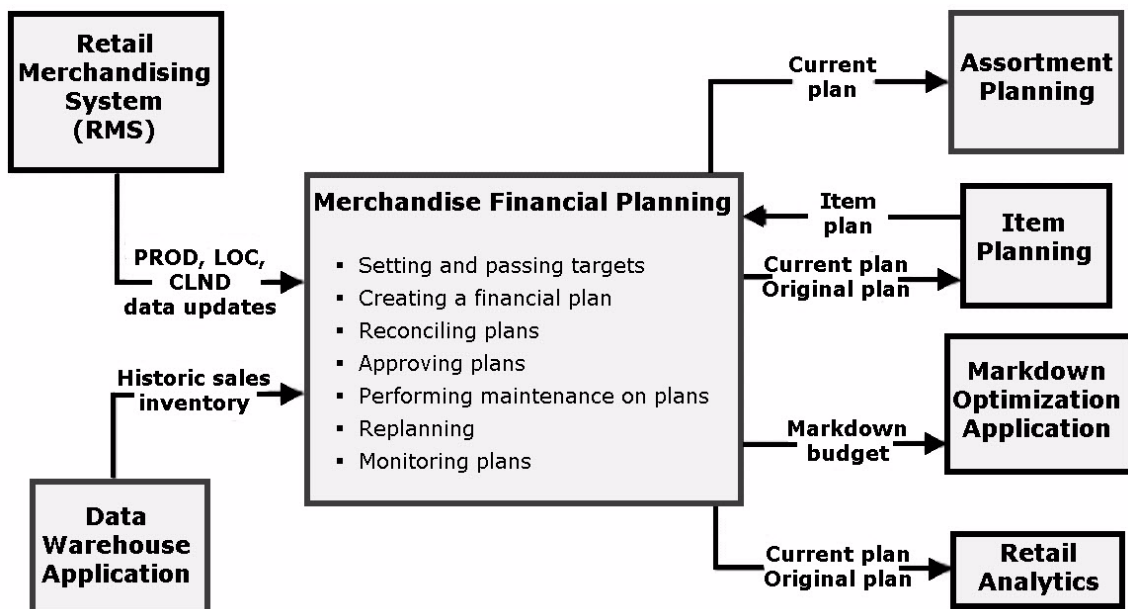 Retail
Merchandising
System
(RMS)
PROD, LOC,
CLND
data updates
Historic sales
inventory
Data
Warehouse
Application
Merchandise Financial Planning
▪ Setting and passing targets
▪ Creating a financial plan
▪ Reconciling plans
▪ Approving plans
▪ Performing maintenance on plans
▪ Replanning
▪ Monitoring plans
Current
plan
Assortment
Planning
Item
plan
Current plan
Original plan
Item
Planning
Markdown
budget
Markdown
Optimization
Application
Current plan
Original plan
Retail
Analytics